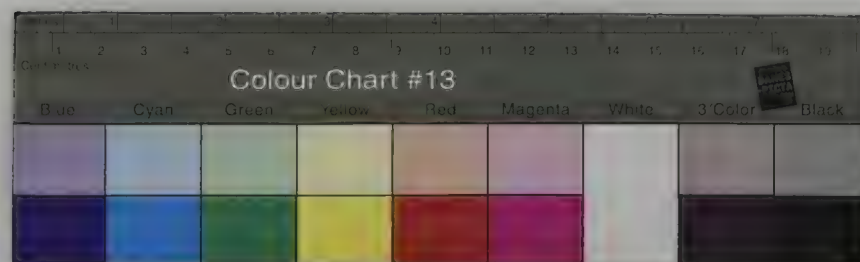 1 2 3 4 5 6 7 8 9 10 11 12 13 14 15 16 17 18 19
Centimetres
Colour Chart #13
Blue Cyan Green Yellow Red Magenta White 3/Color Black